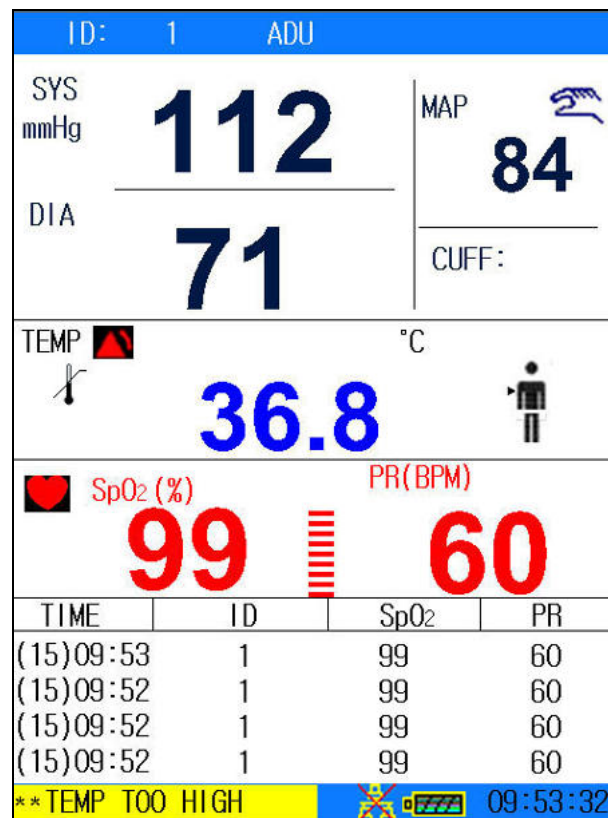 ID: 1 ADU
SYS
mmHg
112
MAP
84
DIA
71
CUFF:
TEMP °C
36.8
SpO2 (%) PR(BPM)
99 60
TIME ID SpO2 PR
(15)09:53 1 99 60
(15)09:52 1 99 60
(15)09:52 1 99 60
(15)09:52 1 99 60
**TEMP TOO HIGH 09:53:32